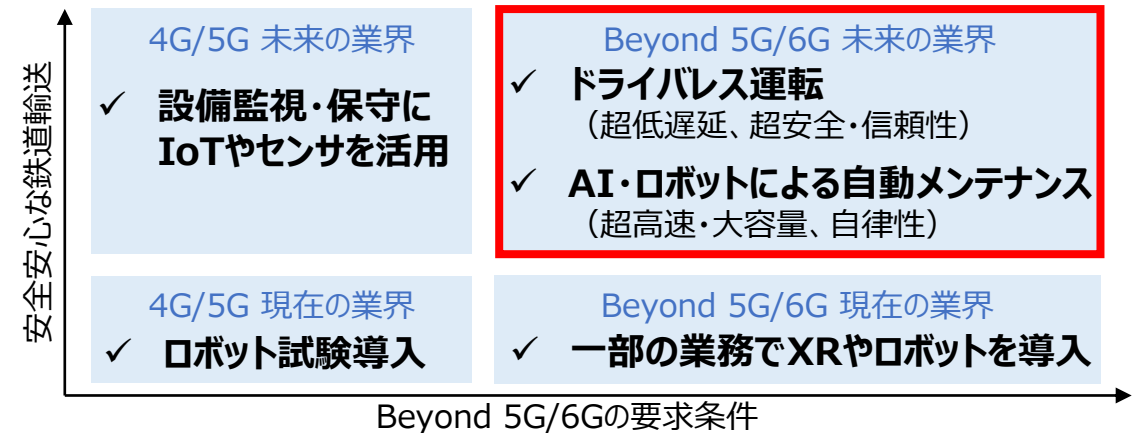 安全安心な鉄道輸送
4G/5G 未来の業界
✓ 設備監視・保守に
IoTやセンサを活用
Beyond 5G/6G 未来の業界
✓ ドライバレス運転
（超低遅延、超安全・信頼性）
✓ AI・ロボットによる自動メンテナンス
（超高速・大容量、自律性）
4G/5G 現在の業界
✓ ロボット試験導入
Beyond 5G/6G 現在の業界
✓ 一部の業務でXRやロボットを導入
Beyond 5G/6Gの要求条件